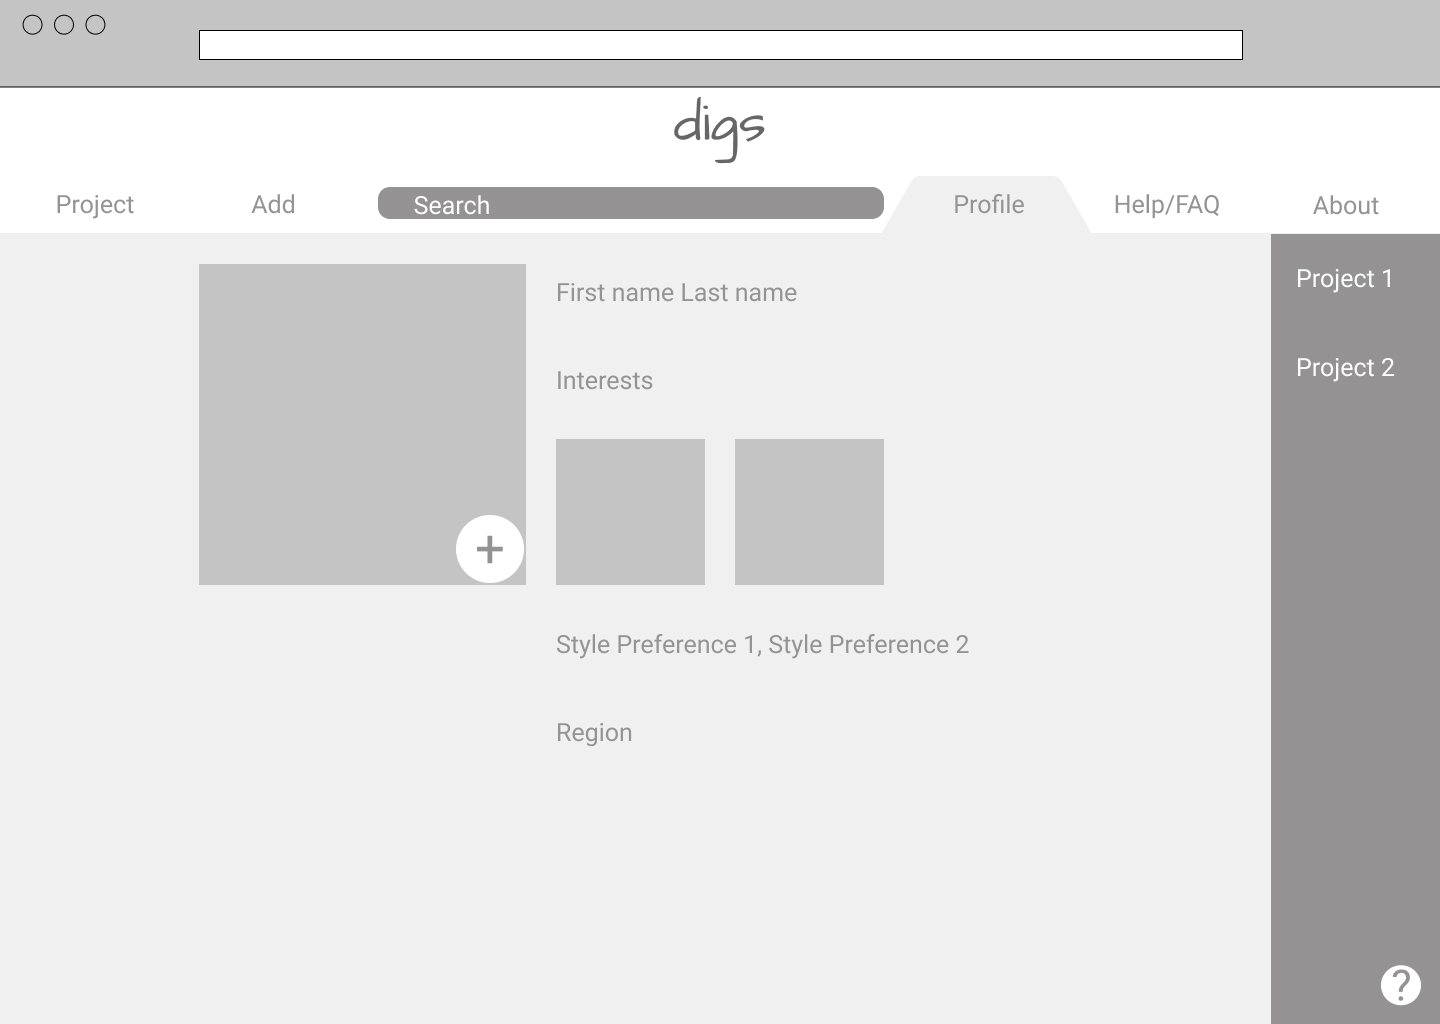 digs
Project
Add
Search
Profile
Help/FAQ
About
First name Last name
Interests
Style Preference 1, Style Preference 2
Region
Project 1
Project 2
?